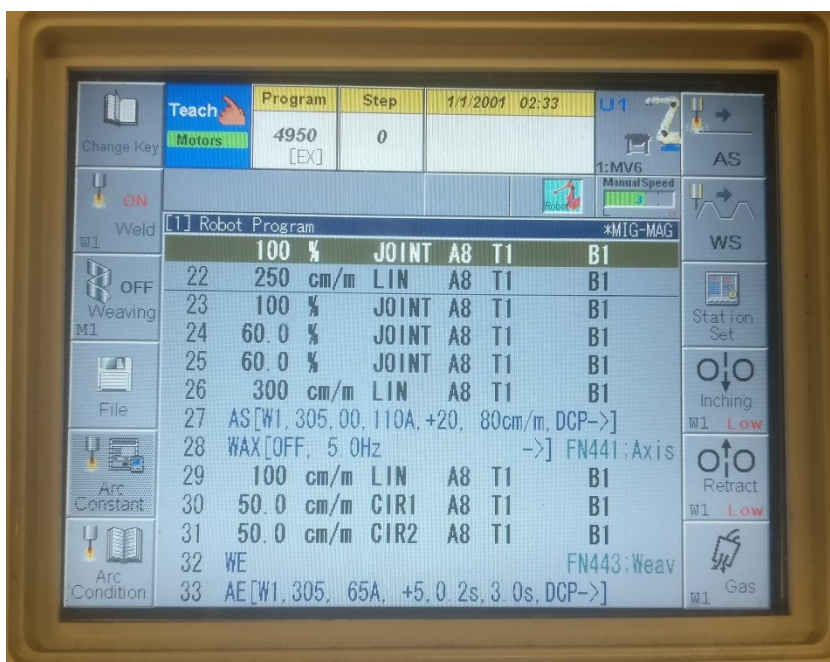 Change Key
Teach
Motors
Program
4950
[EX]
Step
0
1/1/2001 02:33
U1
1:MV6
AS
ON
Weld
W1
Robot
Manual Speed
3
WS
[1] Robot Program *MIG-MAG
100 % JOINT A8 T1 B1
22 250 cm/m LIN A8 T1 B1
23 100 % JOINT A8 T1 B1
24 60.0 % JOINT A8 T1 B1
25 60.0 % JOINT A8 T1 B1
26 300 cm/m LIN A8 T1 B1
27 AS[W1,305,00,110A,+20, 80cm/m,DCP->]
28 WAX[OFF, 5.0Hz ->] FN441;Axis
29 100 cm/m LIN A8 T1 B1
30 50.0 cm/m CIR1 A8 T1 B1
31 50.0 cm/m CIR2 A8 T1 B1
32 WE FN443;Weav
33 AE[W1,305, 65A, +5,0.2s,3.0s,DCP->]
OFF
Weaving
M1
File
Arc
Constant
Arc
Condition
Station
Set
Inching
W1 Low
Retract
W1 Low
Gas
W1